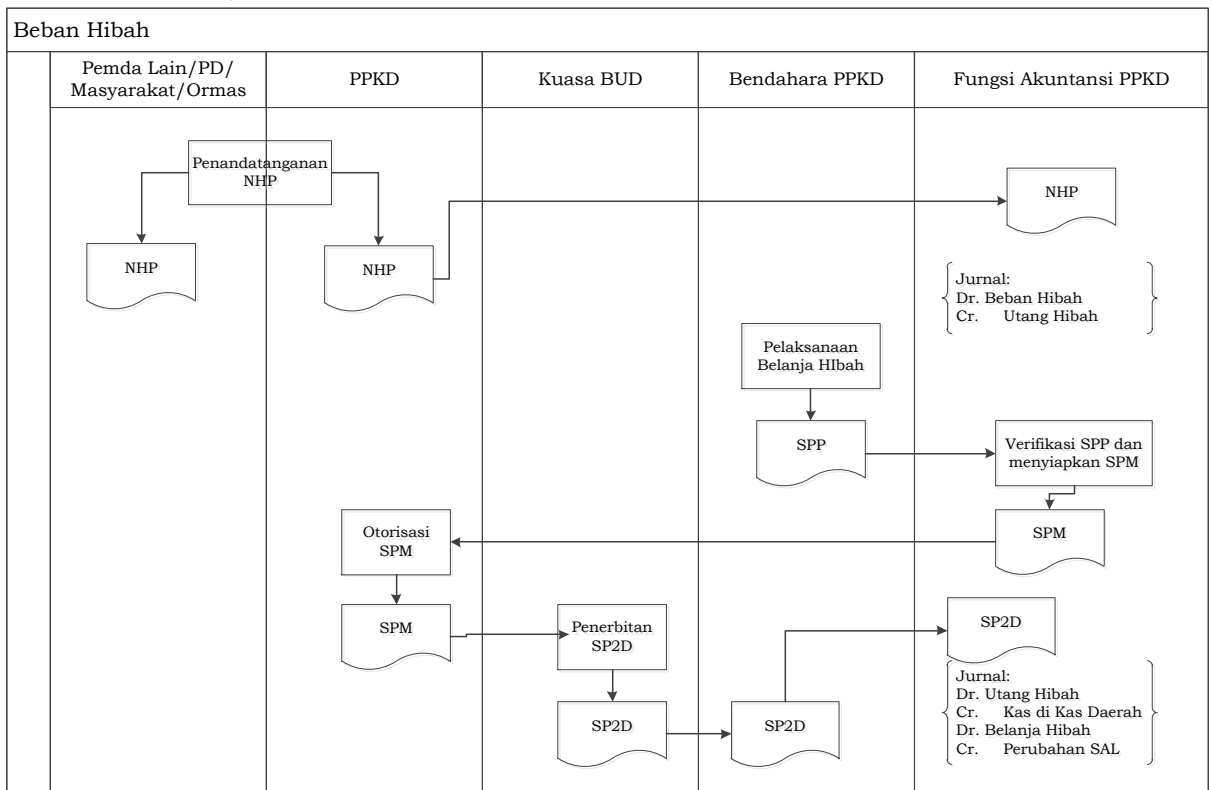 Beban Hibah
Pemda Lain/PD/
Masyarakat/Ormas
PPKD
Kuasa BUD
Bendahara PPKD
Fungsi Akuntansi PPKD
Penandatanganan
NHP
NHP
NHP
NHP
Jurnal:
Dr. Beban Hibah
Cr. Utang Hibah
Pelaksanaan
Belanja HIbah
SPP
Verifikasi SPP dan
menyiapkan SPM
SPM
Otorisasi
SPM
SPM
Penerbitan
SP2D
SP2D
SP2D
SP2D
Jurnal:
Dr. Utang Hibah
Cr. Kas di Kas Daerah
Dr. Belanja Hibah
Cr. Perubahan SAL